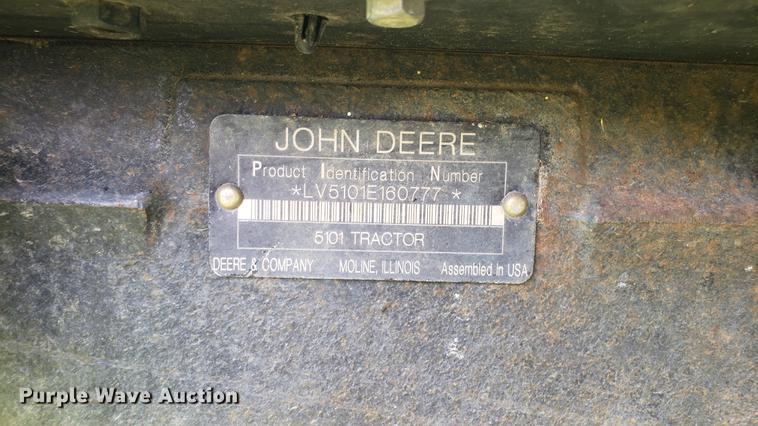 JOHN DEERE
Product Identification Number
*LV5101E160777 *
5101 TRACTOR
DEERE & COMPANY MOLINE, ILLINOIS Assembled In USA
Purple Wave Auction